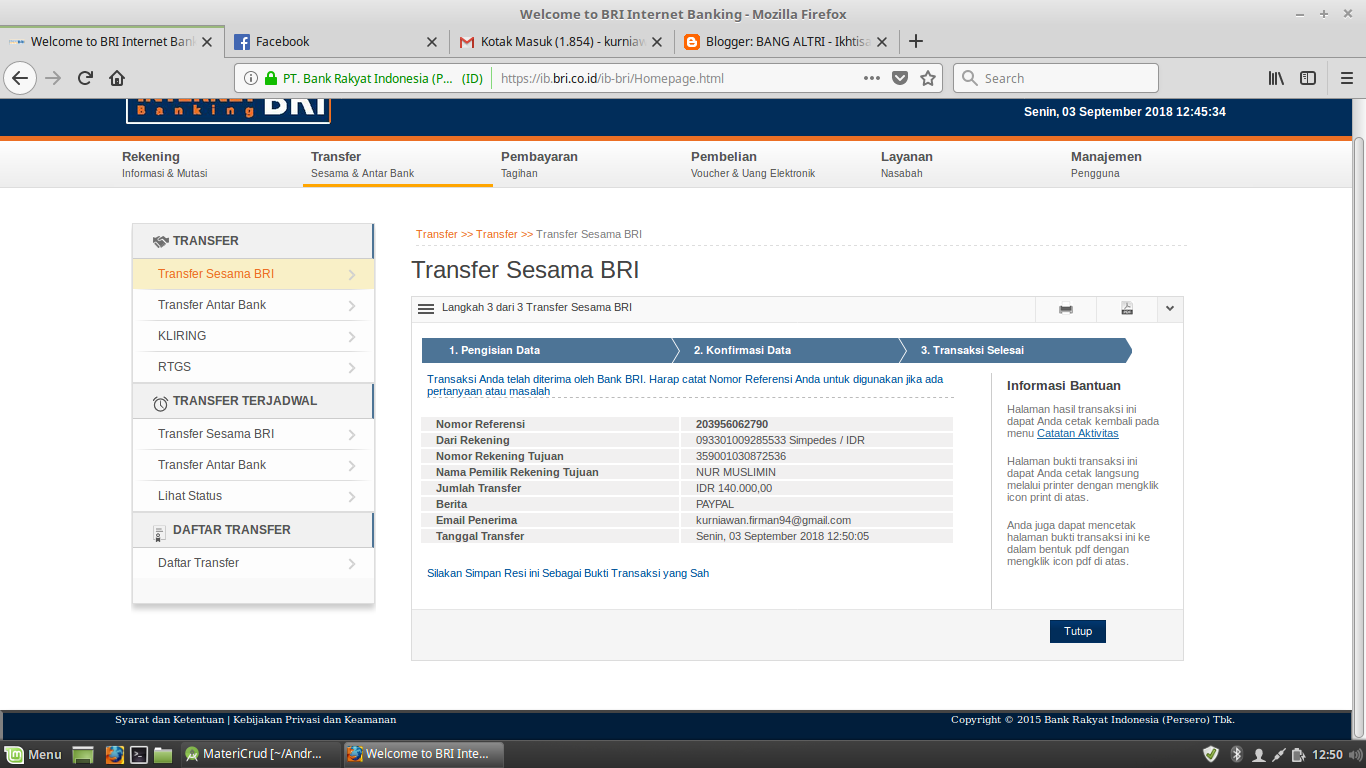 Welcome to BRI Internet Banking - Mozilla Firefox
Welcome to BRI Internet Ban
Facebook
Kotak Masuk (1.854) - kurniaw
Blogger: BANG ALTRI - Ikhtisa
PT. Bank Rakyat Indonesia (P... (ID)
https://ib.bri.co.id/ib-bri/Homepage.html
Search
INTERNET
Banking
BRI
Senin, 03 September 2018 12:45:34
Rekening
Informasi & Mutasi
Transfer
Sesama & Antar Bank
Pembayaran
Tagihan
Pembelian
Voucher & Uang Elektronik
Layanan
Nasabah
Manajemen
Pengguna
TRANSFER
Transfer Sesama BRI
Transfer Antar Bank
KLIRING
RTGS
TRANSFER TERJADWAL
Transfer Sesama BRI
Transfer Antar Bank
Lihat Status
DAFTAR TRANSFER
Daftar Transfer
Transfer >> Transfer >> Transfer Sesama BRI
Transfer Sesama BRI
Langkah 3 dari 3 Transfer Sesama BRI
1. Pengisian Data
2. Konfirmasi Data
3. Transaksi Selesai
Transaksi Anda telah diterima oleh Bank BRI. Harap catat Nomor Referensi Anda untuk digunakan jika ada
pertanyaan atau masalah
Nomor Referensi 203956062790
Dari Rekening 093301009285533 Simpedes / IDR
Nomor Rekening Tujuan 359001030872536
Nama Pemilik Rekening Tujuan NUR MUSLIMIN
Jumlah Transfer IDR 140.000,00
Berita PAYPAL
Email Penerima kurniawan.firman94@gmail.com
Tanggal Transfer Senin, 03 September 2018 12:50:05
Silakan Simpan Resi ini Sebagai Bukti Transaksi yang Sah
Informasi Bantuan
Halaman hasil transaksi ini
dapat Anda cetak kembali pada
menu Catatan Aktivitas
Halaman bukti transaksi ini
dapat Anda cetak langsung
melalui printer dengan mengklik
icon print di atas.
Anda juga dapat mencetak
halaman bukti transaksi ini ke
dalam bentuk pdf dengan
mengklik icon pdf di atas.
Tutup
Syarat dan Ketentuan | Kebijakan Privasi dan Keamanan
Copyright © 2015 Bank Rakyat Indonesia (Persero) Tbk.
Menu
MateriCrud [~/Andr...
Welcome to BRI Inte...
12:50